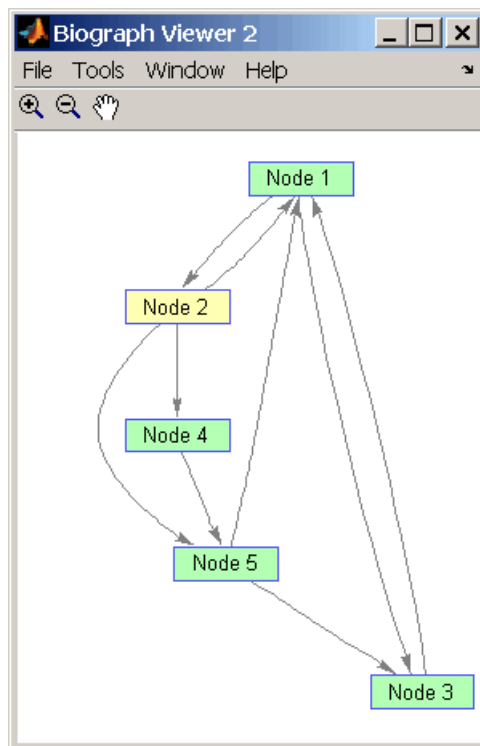 Biograph Viewer 2
File Tools Window Help
Node 1
Node 2
Node 4
Node 5
Node 3